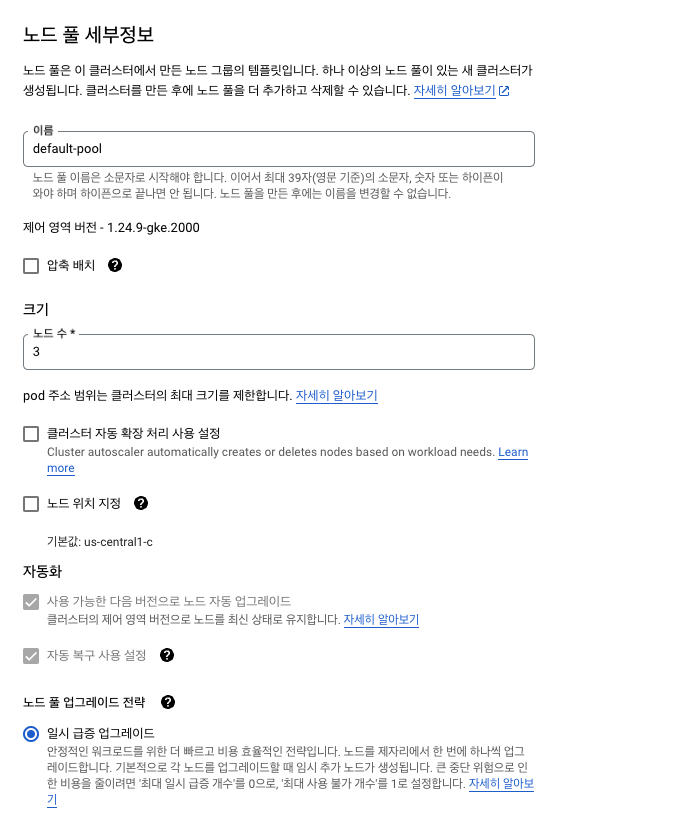 노드 풀 세부정보
노드 풀은 이 클러스터에서 만든 노드 그룹의 템플릿입니다. 하나 이상의 노드 풀이 있는 새 클러스터가
생성됩니다. 클러스터를 만든 후에 노드 풀을 더 추가하고 삭제할 수 있습니다. 자세히 알아보기
이름
default-pool
노드 풀 이름은 소문자로 시작해야 합니다. 이어서 최대 39자(영문 기준)의 소문자, 숫자 또는 하이픈이
와야 하며 하이픈으로 끝나면 안 됩니다. 노드 풀을 만든 후에는 이름을 변경할 수 없습니다.
제어 영역 버전 - 1.24.9-gke.2000
압축 배치
크기
노드 수 *
3
pod 주소 범위는 클러스터의 최대 크기를 제한합니다. 자세히 알아보기
클러스터 자동 확장 처리 사용 설정
Cluster autoscaler automatically creates or deletes nodes based on workload needs. Learn
more
노드 위치 지정
기본값: us-central1-c
자동화
사용 가능한 다음 버전으로 노드 자동 업그레이드
클러스터의 제어 영역 버전으로 노드를 최신 상태로 유지합니다. 자세히 알아보기
자동 복구 사용 설정
노드 풀 업그레이드 전략
일시 급증 업그레이드
안정적인 워크로드를 위한 더 빠르고 비용 효율적인 전략입니다. 노드를 제자리에서 한 번에 하나씩 업그
레이드합니다. 기본적으로 각 노드를 업그레이드할 때 임시 추가 노드가 생성됩니다. 큰 중단 위험으로 인
한 비용을 줄이려면 '최대 일시 급증 개수'를 0으로, '최대 사용 불가 개수'를 1로 설정합니다. 자세히 알아보
기